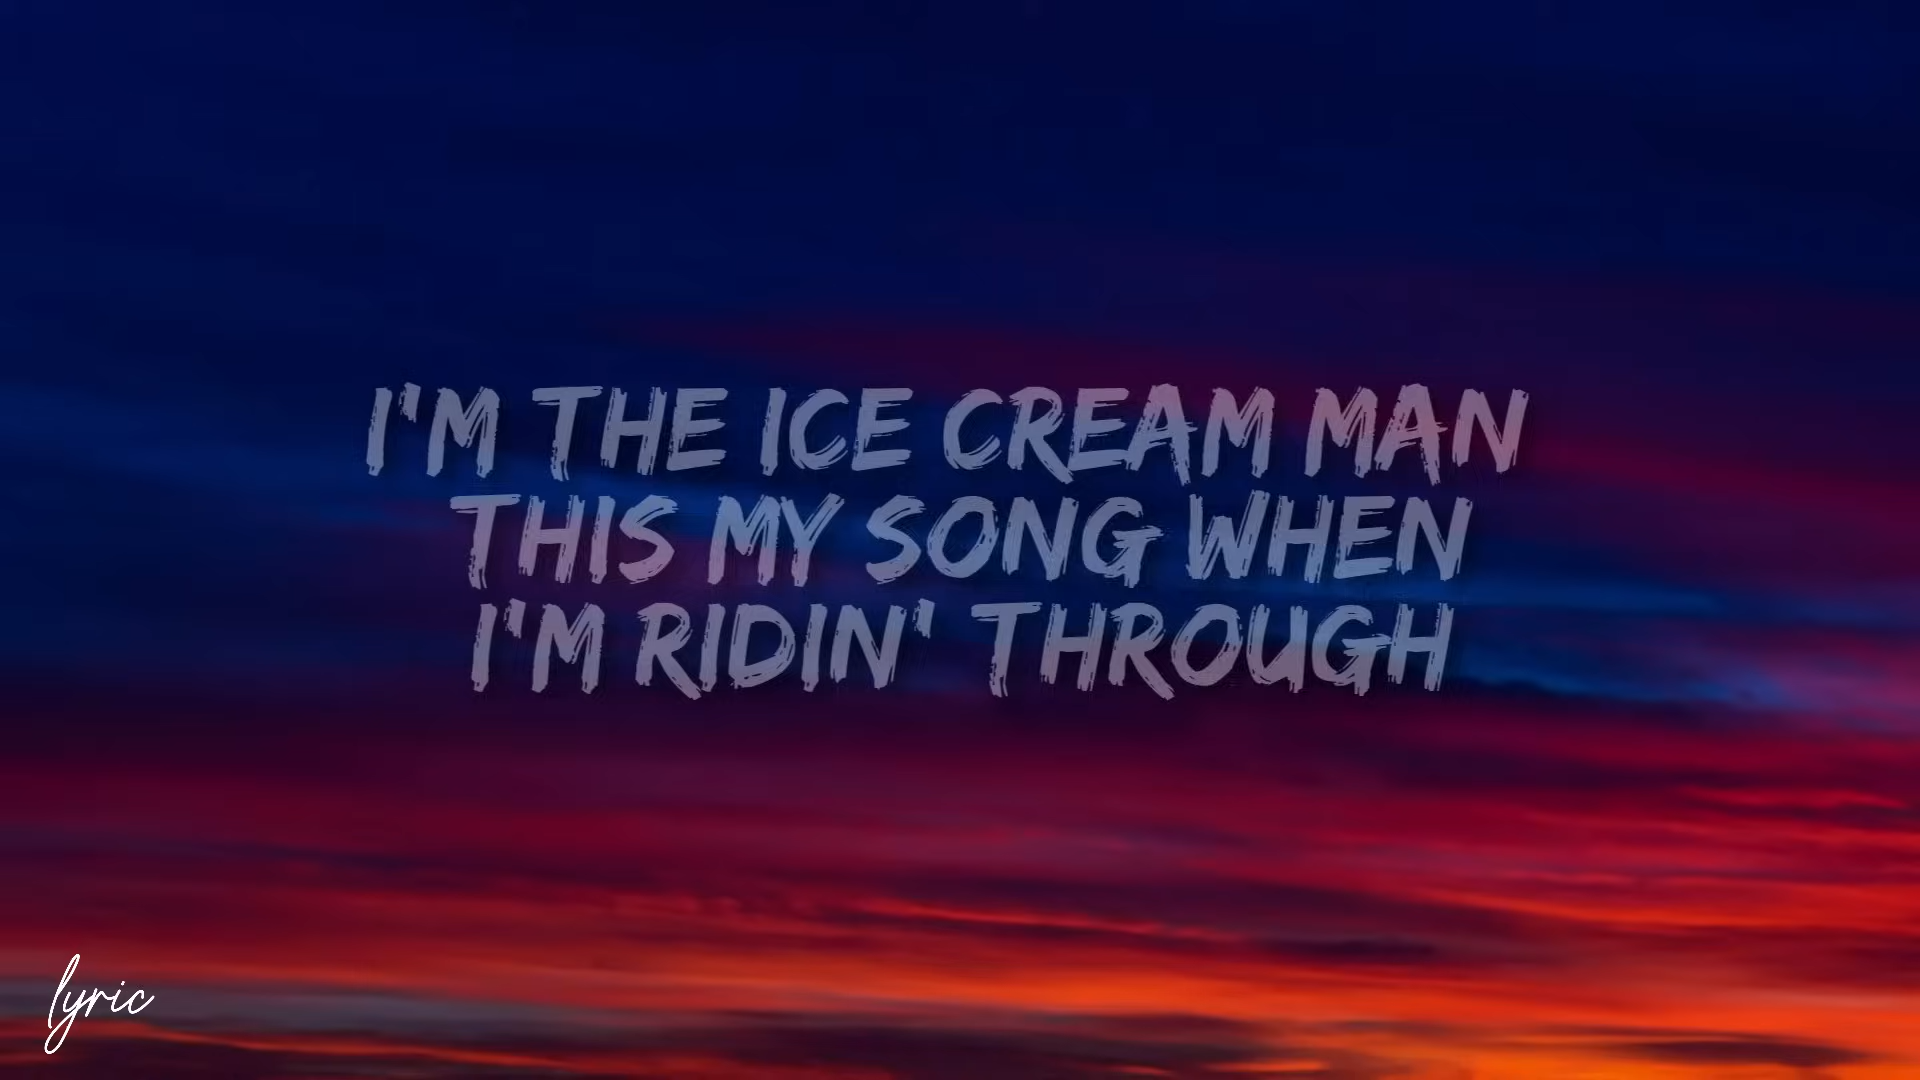 I'M THE ICE CREAM MAN
THIS MY SONG WHEN
I'M RIDIN' THROUGH
lyric